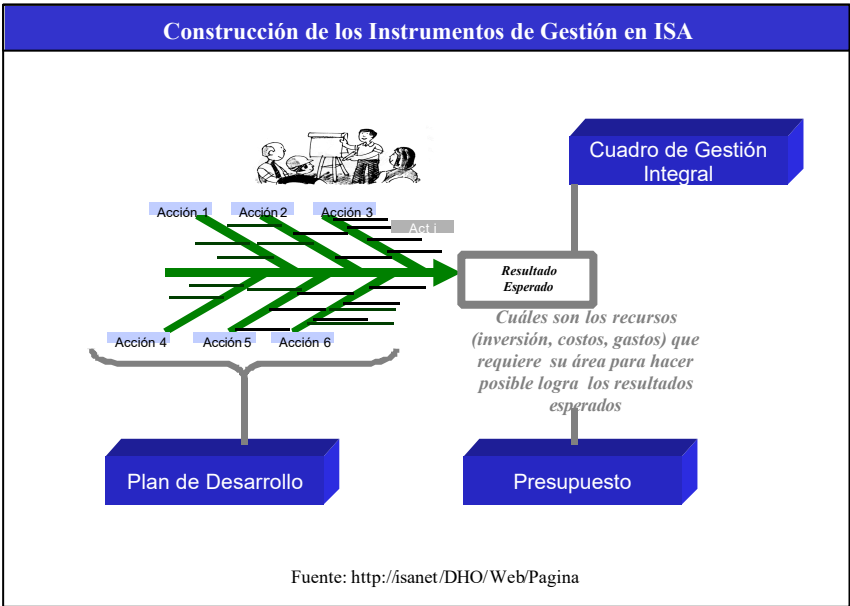 Construcción de los Instrumentos de Gestión en ISA
Cuadro de Gestión
Integral
Acción 1
Acción 2
Acción 3
Act i
Resultado
Esperado
Cuáles son los recursos
(inversión, costos, gastos) que
requiere su área para hacer
posible logra los resultados
esperados
Acción 4
Acción 5
Acción 6
Plan de Desarrollo
Presupuesto
Fuente: http://isanet/DHO/Web/Pagina